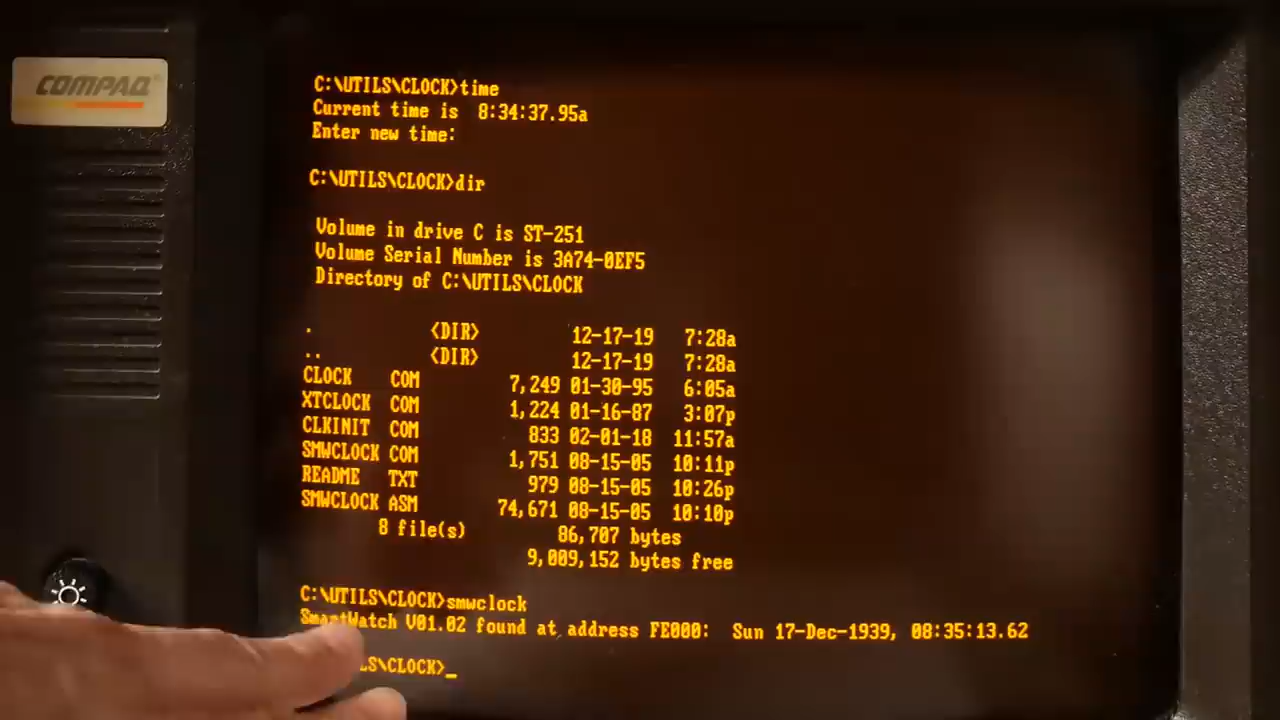 COMPAQ
C:\UTILS\CLOCK>time
Current time is  8:34:37.95a
Enter new time:
C:\UTILS\CLOCK>dir
Volume in drive C is ST-251
Volume Serial Number is 3A74-0EF5
Directory of C:\UTILS\CLOCK
.            <DIR>        12-17-19   7:28a
..           <DIR>        12-17-19   7:28a
CLOCK    COM         7,249 01-30-95   6:05a
XTCLOCK  COM         1,224 01-16-87   3:07p
CLKINIT  COM           833 02-01-18  11:57a
SMWCLOCK COM         1,751 08-15-05  10:11p
README   TXT           979 08-15-05  10:26p
SMWCLOCK ASM        74,671 08-15-05  10:10p
8 file(s)         86,707 bytes
9,009,152 bytes free
C:\UTILS\CLOCK>smwclock
SmartWatch V01.02 found at address FE000:  Sun 17-Dec-1939, 08:35:13.62
LS\CLOCK>_